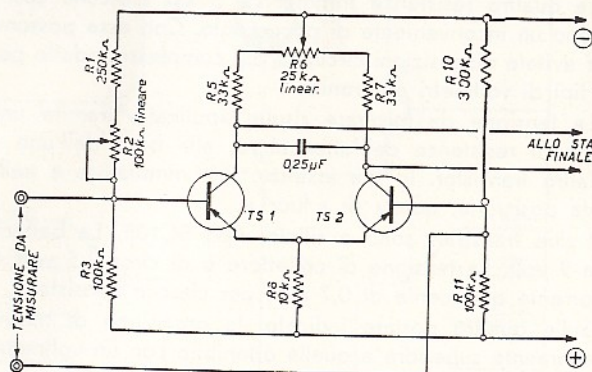 R1
250kΩ
R2
100kΩ lineare
R3
100kΩ
R5
33kΩ
R6
25kΩ
linear.
R7
33kΩ
0,25µF
TS 1
TS 2
R8
10kΩ
R10
300kΩ
R11
100kΩ
−
+
ALLO STA
FINALE
TENSIONE DA
MISURARE